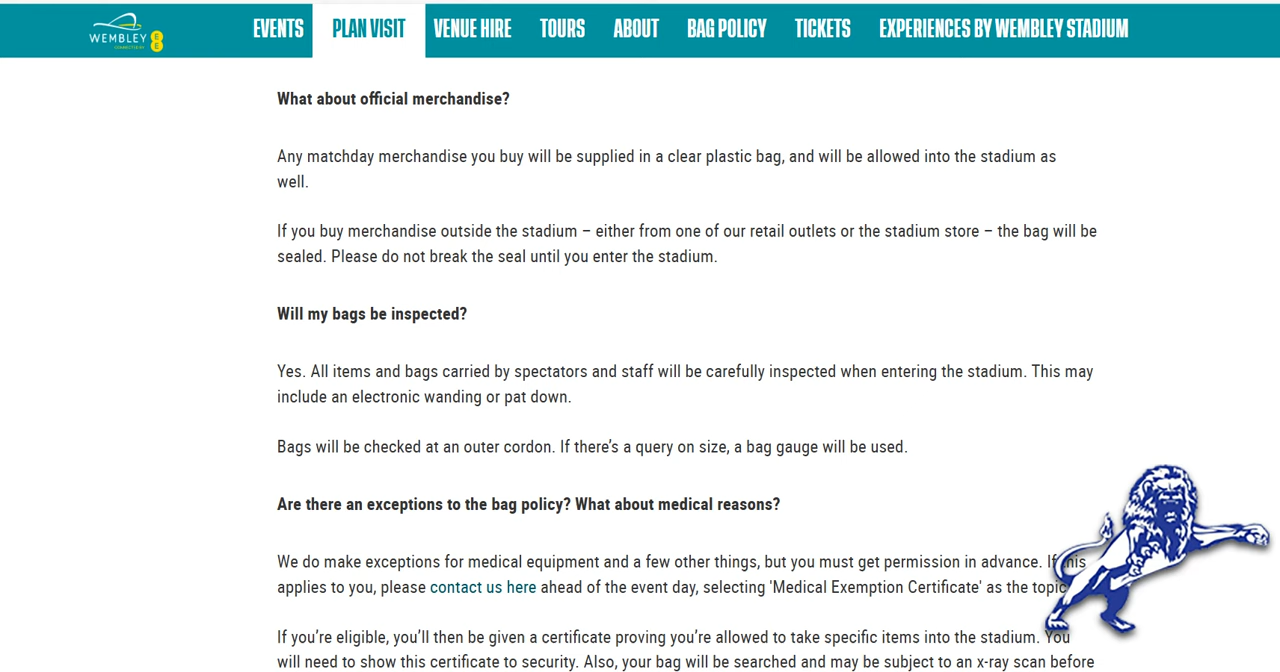 WEMBLEY
CONNECTED BY
EE
EVENTS
PLAN VISIT
VENUE HIRE
TOURS
ABOUT
BAG POLICY
TICKETS
EXPERIENCES BY WEMBLEY STADIUM
What about official merchandise?
Any matchday merchandise you buy will be supplied in a clear plastic bag, and will be allowed into the stadium as
well.
If you buy merchandise outside the stadium – either from one of our retail outlets or the stadium store – the bag will be
sealed. Please do not break the seal until you enter the stadium.
Will my bags be inspected?
Yes. All items and bags carried by spectators and staff will be carefully inspected when entering the stadium. This may
include an electronic wanding or pat down.
Bags will be checked at an outer cordon. If there’s a query on size, a bag gauge will be used.
Are there an exceptions to the bag policy? What about medical reasons?
We do make exceptions for medical equipment and a few other things, but you must get permission in advance. If this
applies to you, please contact us here ahead of the event day, selecting 'Medical Exemption Certificate' as the topic
If you’re eligible, you’ll then be given a certificate proving you’re allowed to take specific items into the stadium. You
will need to show this certificate to security. Also, your bag will be searched and may be subject to an x-ray scan before